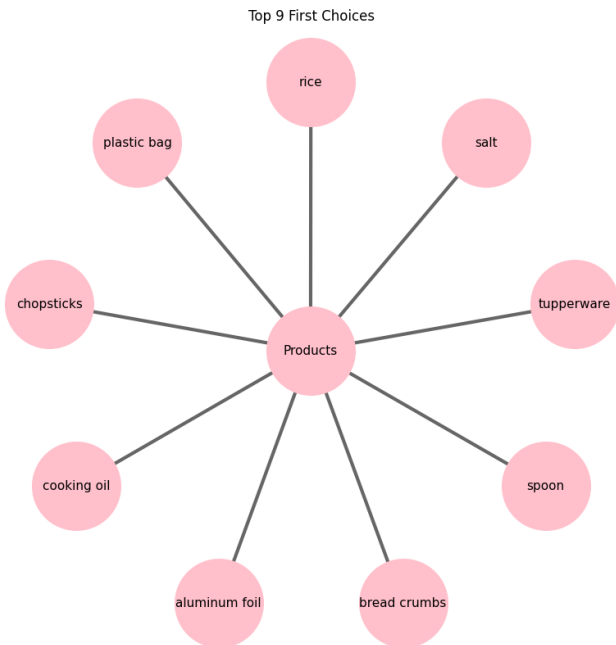 Top 9 First Choices
rice
plastic bag
salt
chopsticks
tupperware
Products
cooking oil
spoon
aluminum foil
bread crumbs